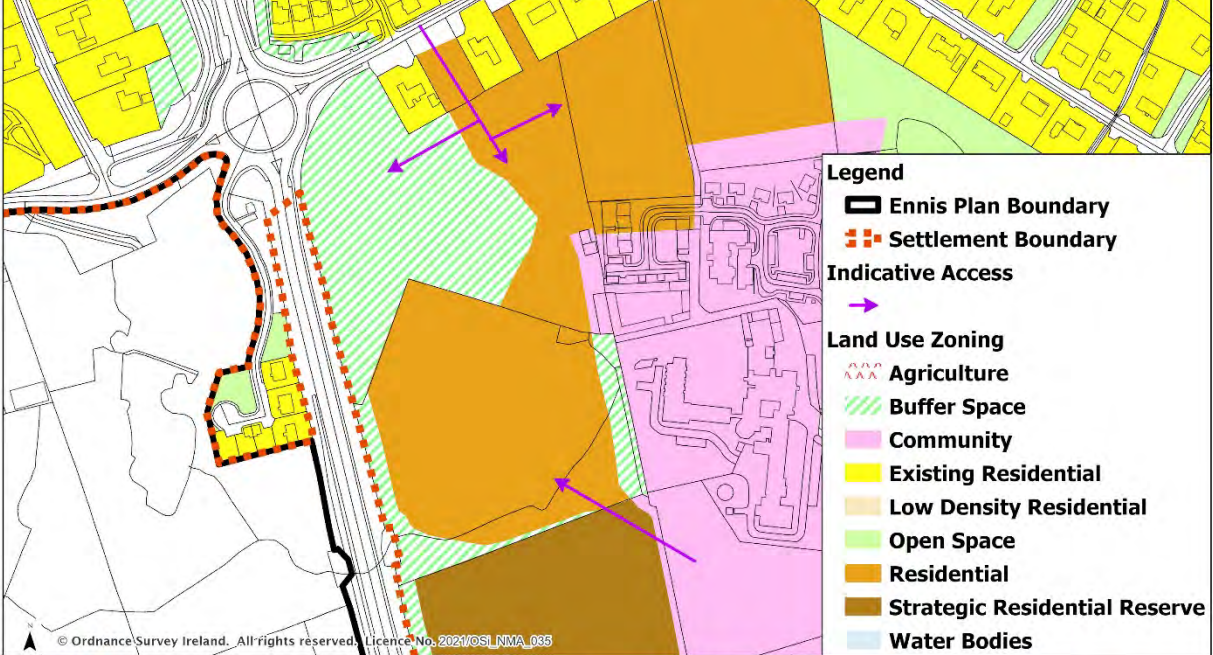 Legend
Ennis Plan Boundary
Settlement Boundary
Indicative Access
Land Use Zoning
Agriculture
Buffer Space
Community
Existing Residential
Low Density Residential
Open Space
Residential
Strategic Residential Reserve
Water Bodies
N
© Ordnance Survey Ireland. All rights reserved. Licence No. 2021/OSi_NMA_035